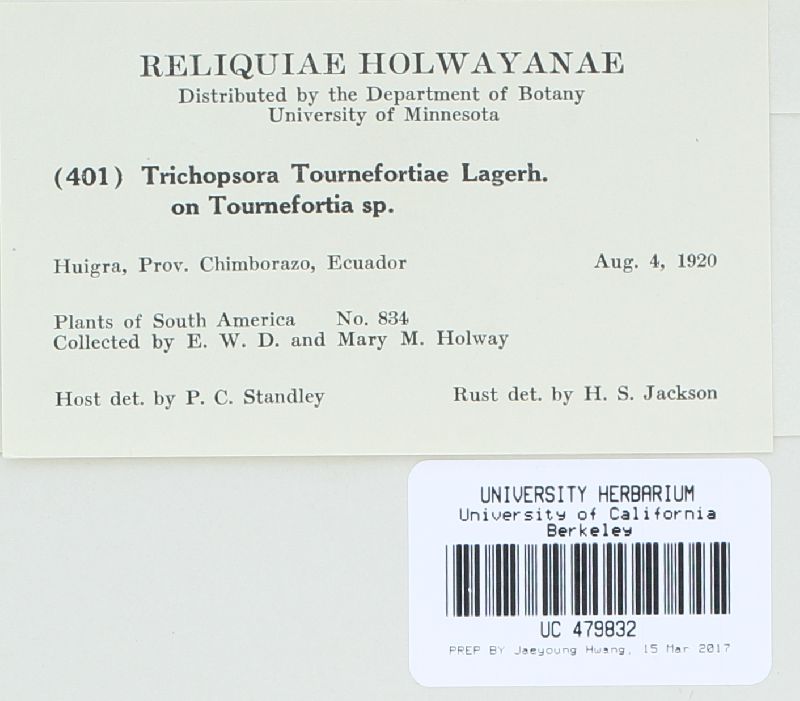 RELIQUIAE HOLWAYANAE
Distributed by the Department of Botany
University of Minnesota
(401) Trichopsora Tournefortiae Lagerh.
on Tournefortia sp.
Huigra, Prov. Chimborazo, Ecuador Aug. 4, 1920
Plants of South America No. 834
Collected by E. W. D. and Mary M. Holway
Host det. by P. C. Standley Rust det. by H. S. Jackson
UNIVERSITY HERBARIUM
University of California
Berkeley
UC 479832
PREP BY Jaeyoung Hwang, 15 Mar 2017